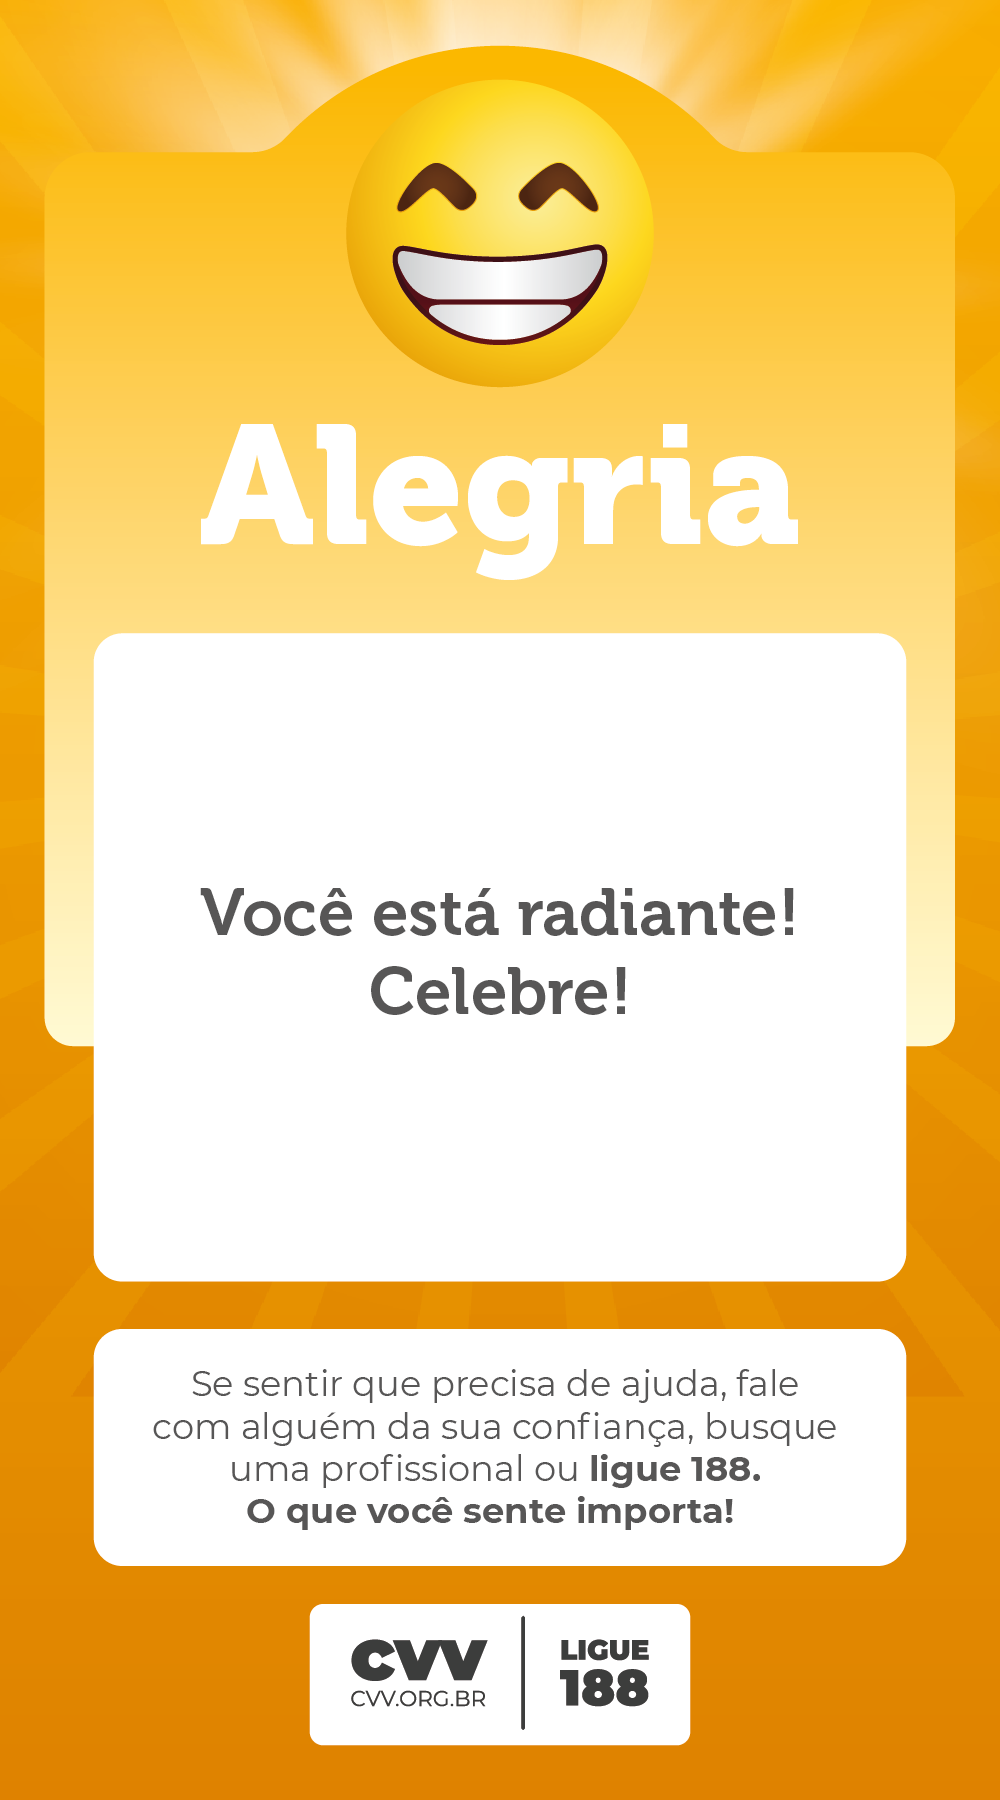 Alegria
Você está radiante!
Celebre!
Se sentir que precisa de ajuda, fale
com alguém da sua confiança, busque
uma profissional ou ligue 188.
O que você sente importa!
CVV
CVV.ORG.BR
LIGUE
188